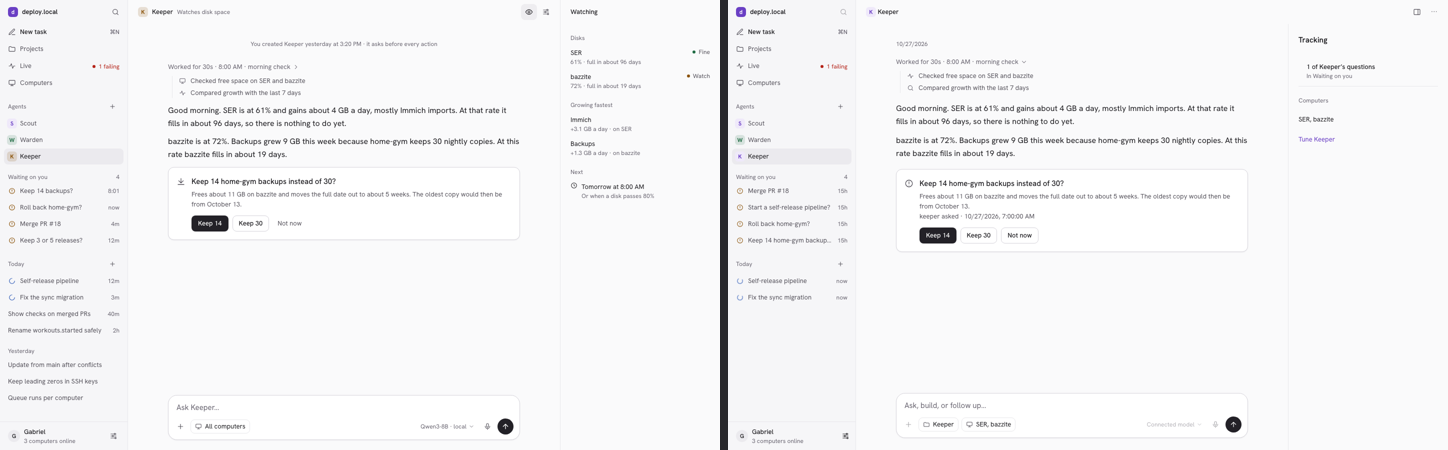 d deploy.local
New task ⌘N
Projects
Live 1 failing
Computers
Agents
S Scout
W Warden
K Keeper
Waiting on you 4
Keep 14 backups? 8:01
Roll back home-gym? now
Merge PR #18 4m
Keep 3 or 5 releases? 12m
Today
Self-release pipeline 12m
Fix the sync migration 3m
Show checks on merged PRs 40m
Rename workouts.started safely 2h
Yesterday
Update from main after conflicts
Keep leading zeros in SSH keys
Queue runs per computer
G Gabriel
3 computers online
K Keeper Watches disk space
You created Keeper yesterday at 3:20 PM · it asks before every action
Worked for 30s · 8:00 AM · morning check
Checked free space on SER and bazzite
Compared growth with the last 7 days
Good morning. SER is at 61% and gains about 4 GB a day, mostly Immich imports. At that rate it
fills in about 96 days, so there is nothing to do yet.
bazzite is at 72%. Backups grew 9 GB this week because home-gym keeps 30 nightly copies. At this
rate bazzite fills in about 19 days.
Keep 14 home-gym backups instead of 30?
Frees about 11 GB on bazzite and moves the full date out to about 5 weeks. The oldest copy would then be
from October 13.
Keep 14 Keep 30 Not now
Ask Keeper...
All computers Qwen3-8B · local
Watching
Disks
SER Fine
61% · full in about 96 days
bazzite Watch
72% · full in about 19 days
Growing fastest
Immich
+3.1 GB a day · on SER
Backups
+1.3 GB a day · on bazzite
Next
Tomorrow at 8:00 AM
Or when a disk passes 80%
d deploy.local
New task ⌘N
Projects
Live 1 failing
Computers
Agents
S Scout
W Warden
K Keeper
Waiting on you 4
Merge PR #18 15h
Start a self-release pipeline? 15h
Roll back home-gym? 15h
Keep 14 home-gym backup... 15h
Today
Self-release pipeline now
Fix the sync migration now
G Gabriel
3 computers online
K Keeper
10/27/2026
Worked for 30s · 8:00 AM · morning check
Checked free space on SER and bazzite
Compared growth with the last 7 days
Good morning. SER is at 61% and gains about 4 GB a day, mostly Immich imports. At that rate it
fills in about 96 days, so there is nothing to do yet.
bazzite is at 72%. Backups grew 9 GB this week because home-gym keeps 30 nightly copies. At this
rate bazzite fills in about 19 days.
Keep 14 home-gym backups instead of 30?
Frees about 11 GB on bazzite and moves the full date out to about 5 weeks. The oldest copy would then be
from October 13.
keeper asked · 10/27/2026, 7:00:00 AM
Keep 14 Keep 30 Not now
Ask, build, or follow up...
Keeper SER, bazzite Connected model
Tracking
1 of Keeper's questions
In Waiting on you
Computers
SER, bazzite
Tune Keeper